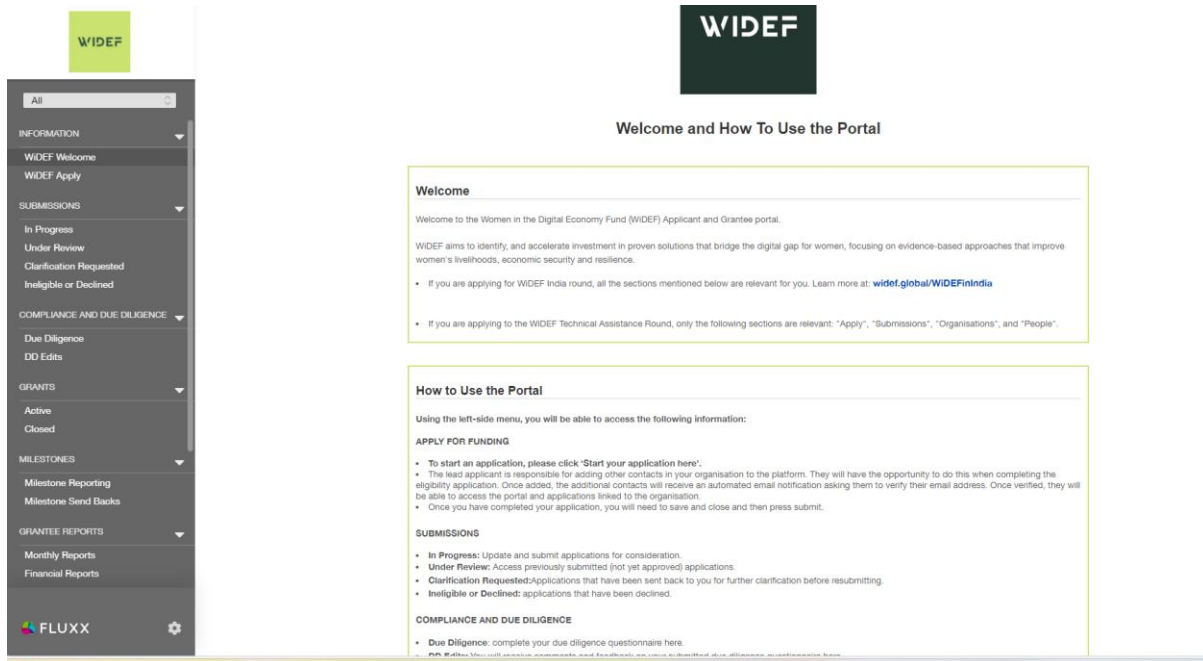 WIDEF
All
INFORMATION
WiDEF Welcome
WiDEF Apply
SUBMISSIONS
In Progress
Under Review
Clarification Requested
Ineligible or Declined
COMPLIANCE AND DUE DILIGENCE
Due Diligence
DD Edits
GRANTS
Active
Closed
MILESTONES
Milestone Reporting
Milestone Send Backs
GRANTEE REPORTS
Monthly Reports
Financial Reports
FLUXX
WIDEF
Welcome and How To Use the Portal
Welcome
Welcome to the Women in the Digital Economy Fund (WiDEF) Applicant and Grantee portal.
WiDEF aims to identify, and accelerate investment in proven solutions that bridge the digital gap for women, focusing on evidence-based approaches that improve
women's livelihoods, economic security and resilience.
• If you are applying for WiDEF India round, all the sections mentioned below are relevant for you. Learn more at: widef.global/WiDEFinIndia
• If you are applying to the WiDEF Technical Assistance Round, only the following sections are relevant: "Apply", "Submissions", "Organisations", and "People".
How to Use the Portal
Using the left-side menu, you will be able to access the following information:
APPLY FOR FUNDING
• To start an application, please click 'Start your application here'.
• The lead applicant is responsible for adding other contacts in your organisation to the platform. They will have the opportunity to do this when completing the
eligibility application. Once added, the additional contacts will receive an automated email notification asking them to verify their email address. Once verified, they will
be able to access the portal and applications linked to the organisation.
• Once you have completed your application, you will need to save and close and then press submit.
SUBMISSIONS
• In Progress: Update and submit applications for consideration.
• Under Review: Access previously submitted (not yet approved) applications.
• Clarification Requested:Applications that have been sent back to you for further clarification before resubmitting.
• Ineligible or Declined: applications that have been declined.
COMPLIANCE AND DUE DILIGENCE
• Due Diligence: complete your due diligence questionnaire here.
• DD Edits: You will receive comments and feedback on your submitted due diligence questionnaire here.